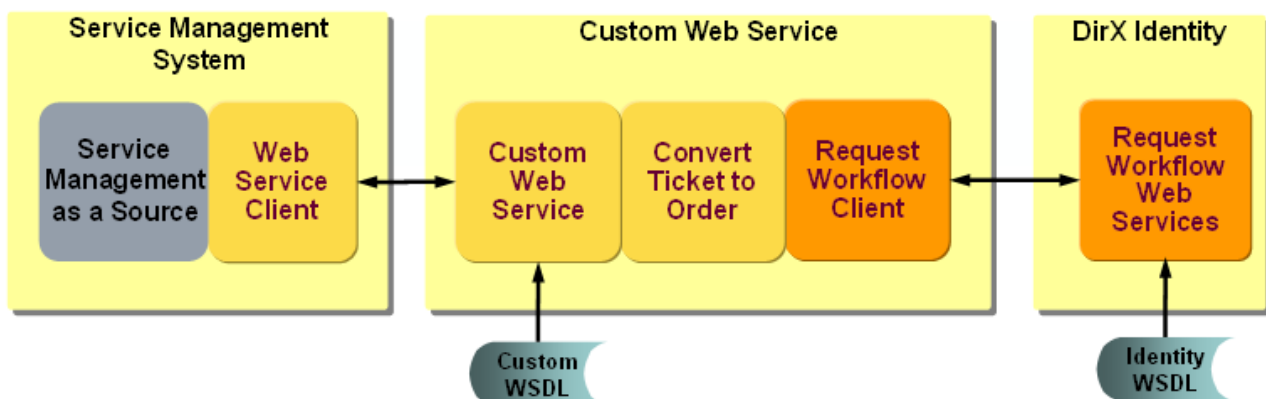 Service Management
System
Service
Management
as a Source
Web
Service
Client
Custom Web Service
Custom
Web
Service
Convert
Ticket to
Order
Request
Workflow
Client
DirX Identity
Request
Workflow
Web
Services
Custom
WSDL
Identity
WSDL